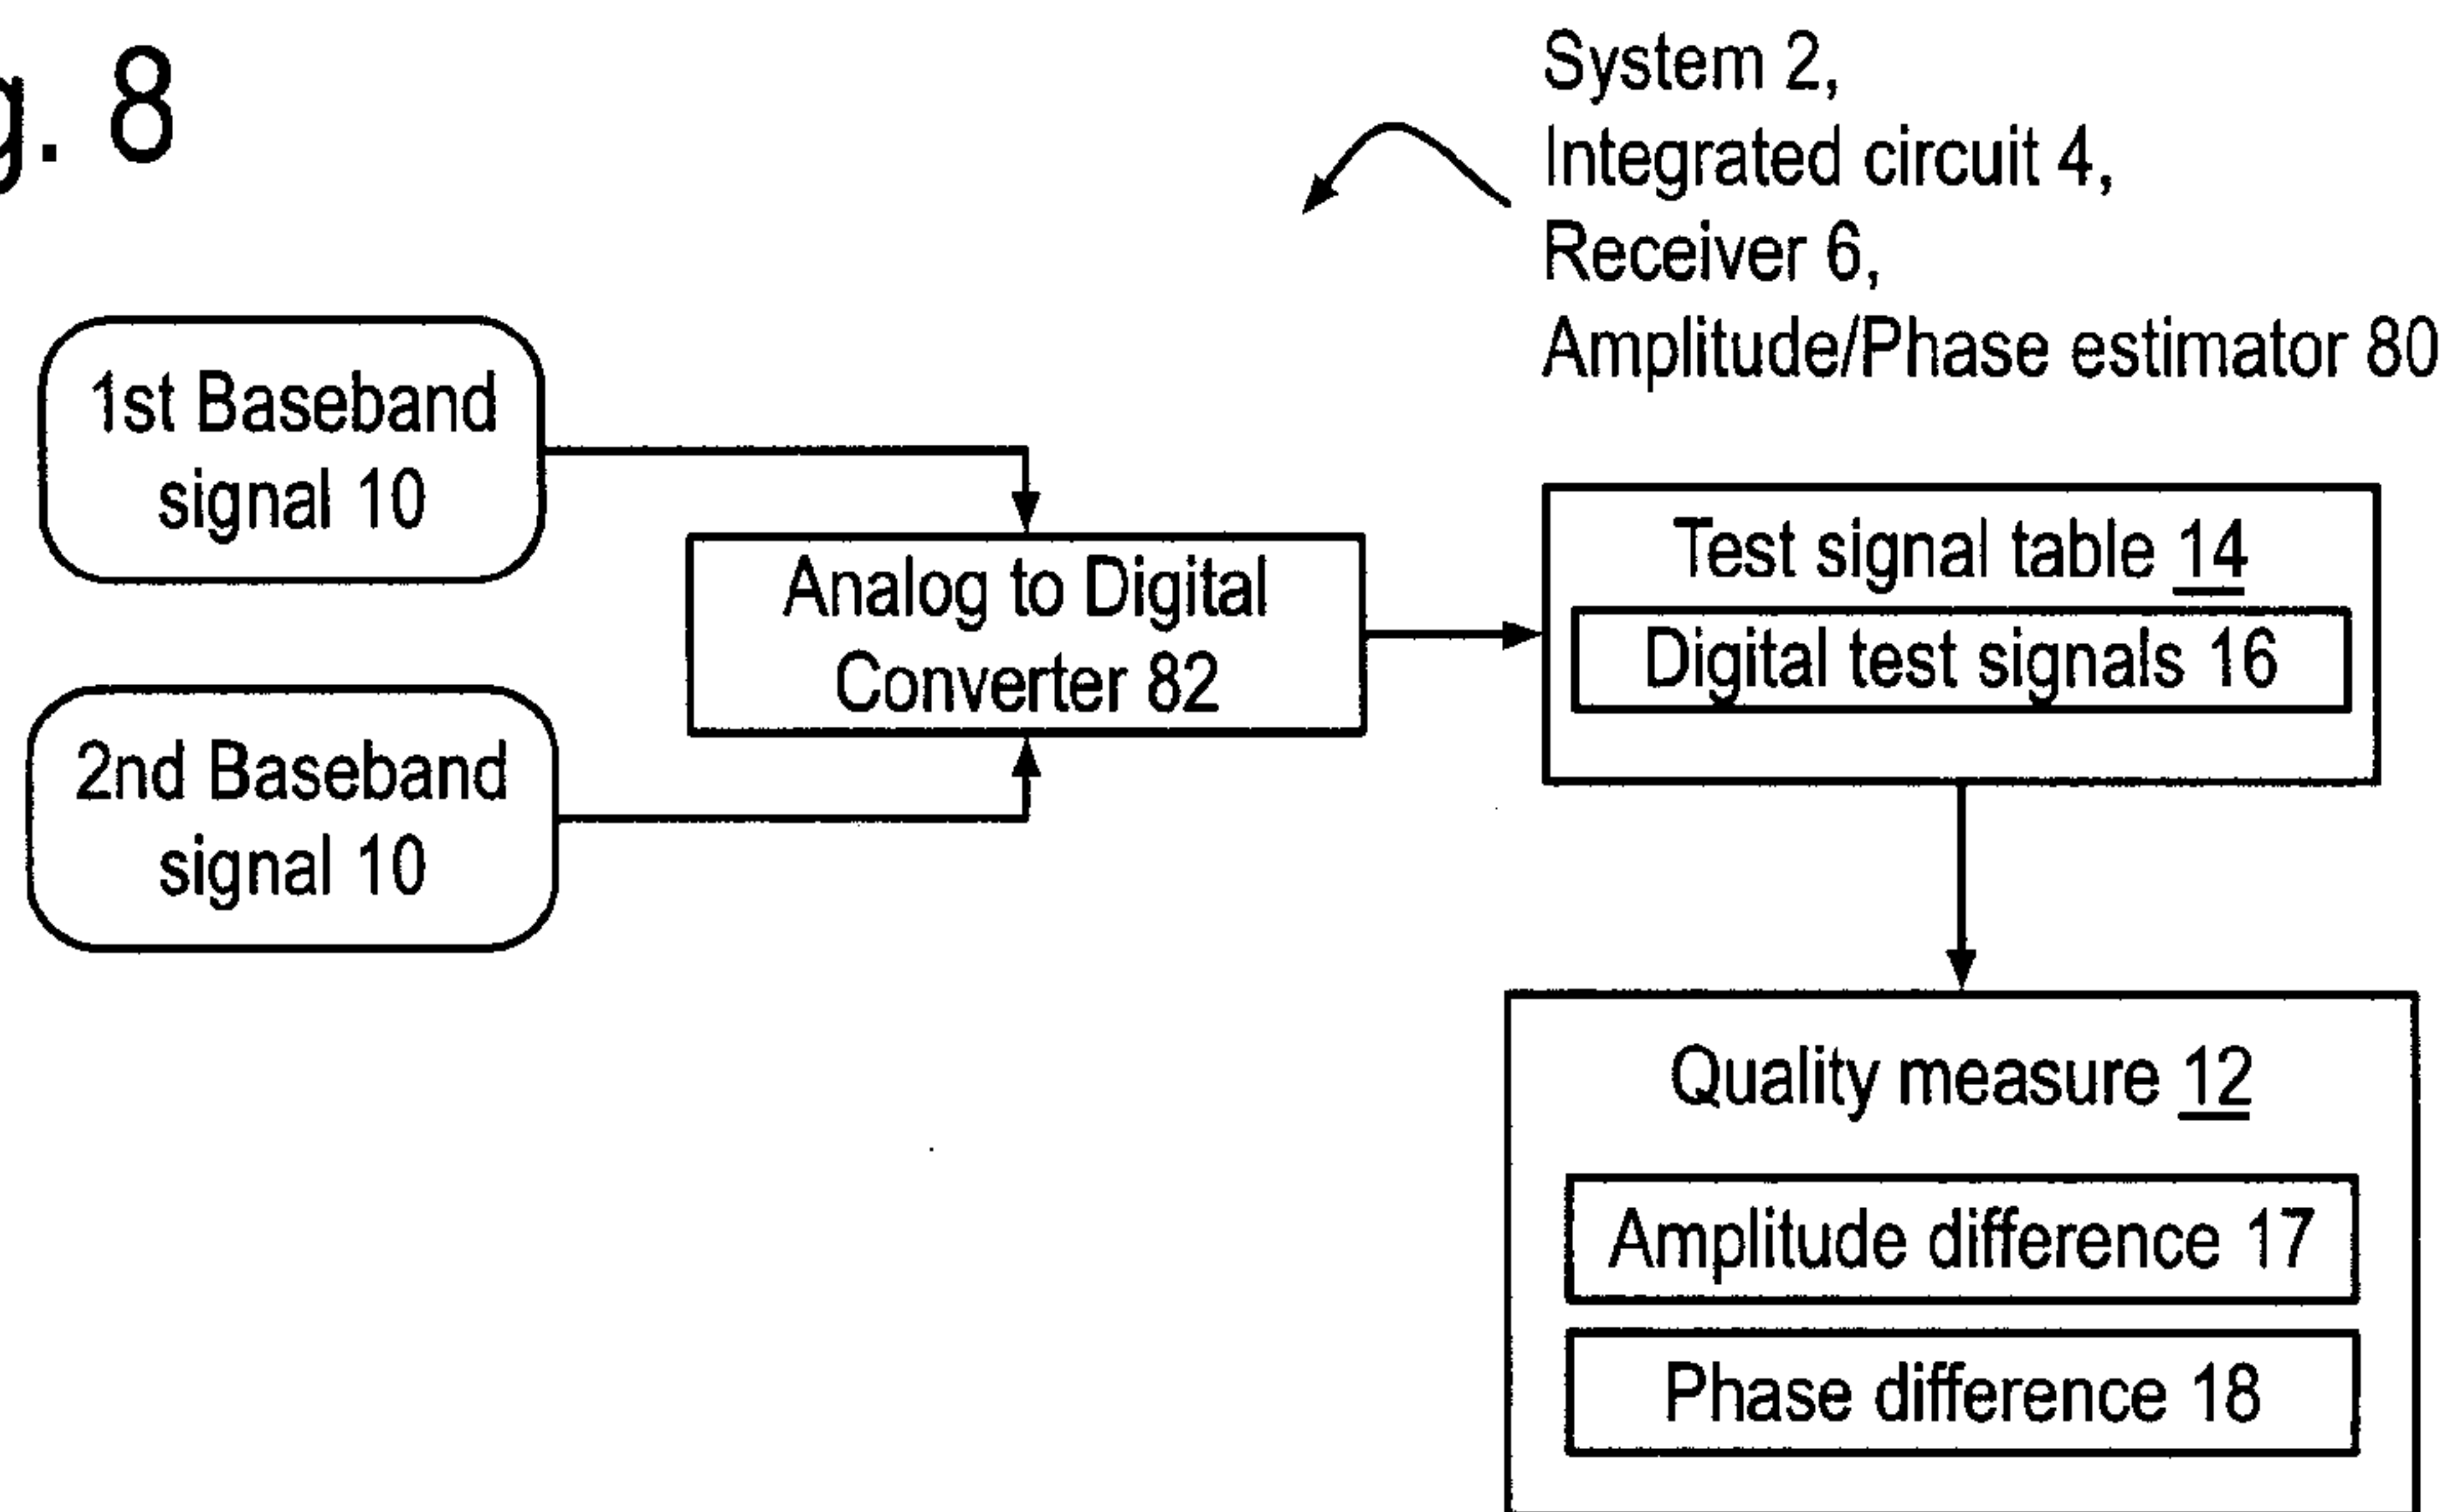 g. 8
System 2,
Integrated circuit 4,
Receiver 6,
Amplitude/Phase estimator 80
1st Baseband
signal 10
Analog to Digital
Converter 82
Test signal table 14
Digital test signals 16
2nd Baseband
signal 10
Quality measure 12
Amplitude difference 17
Phase difference 18